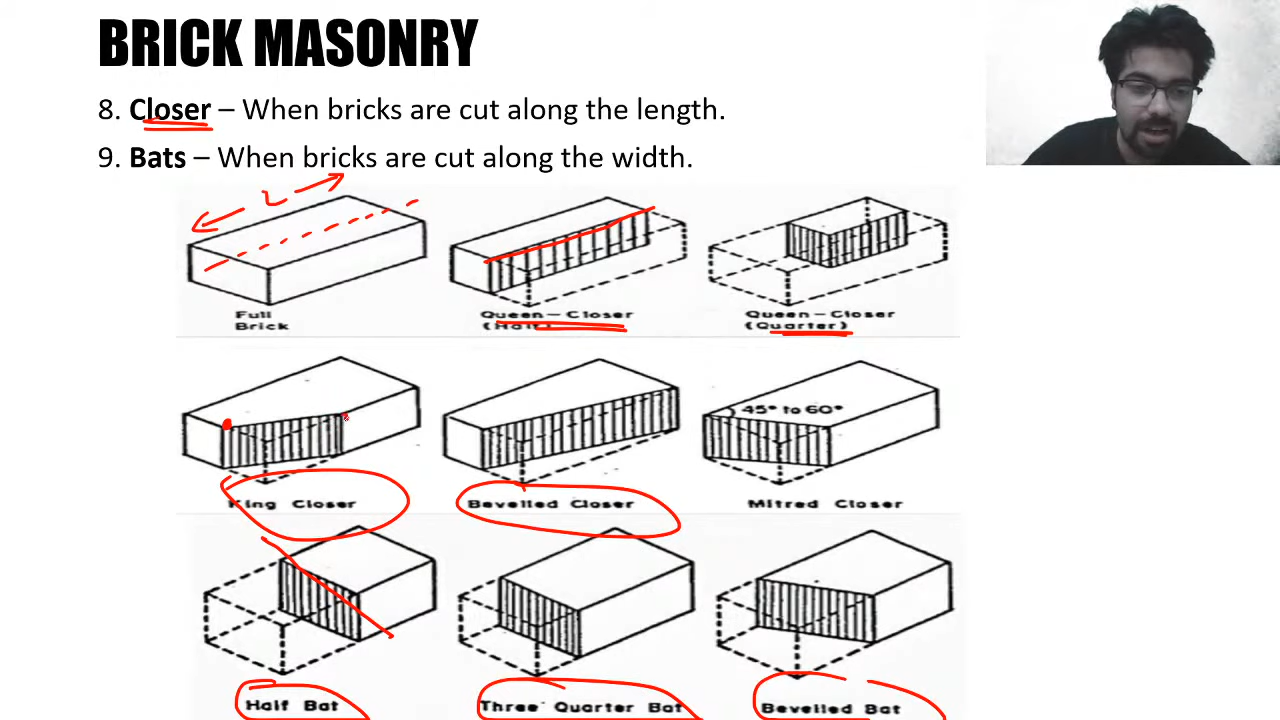 BRICK MASONRY
8. Closer – When bricks are cut along the length.
9. Bats – When bricks are cut along the width.
L
Full
Brick
Queen-Closer
(Half)
Queen-Closer
(Quarter)
45° to 60°
King Closer
Bevelled Closer
Mitred Closer
Half Bat
Three Quarter Bat
Bevelled Bat